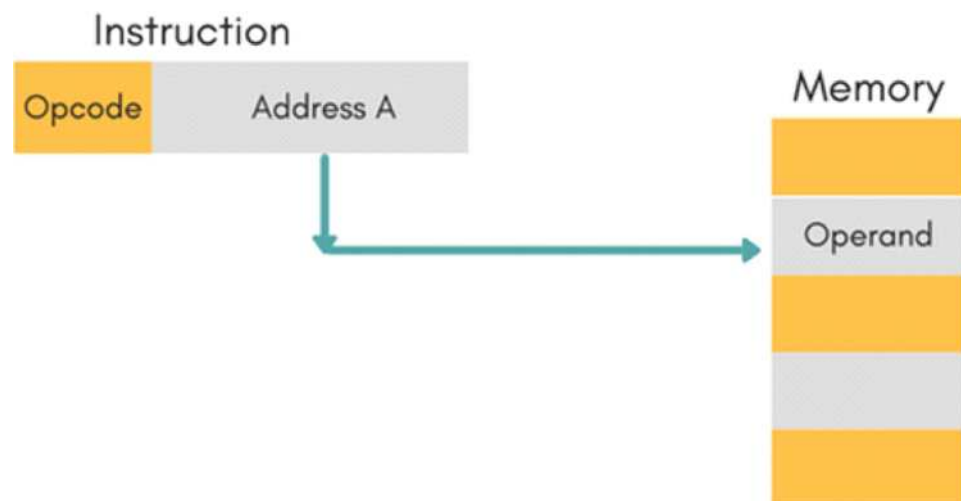 Instruction
Opcode
Address A
Memory
Operand